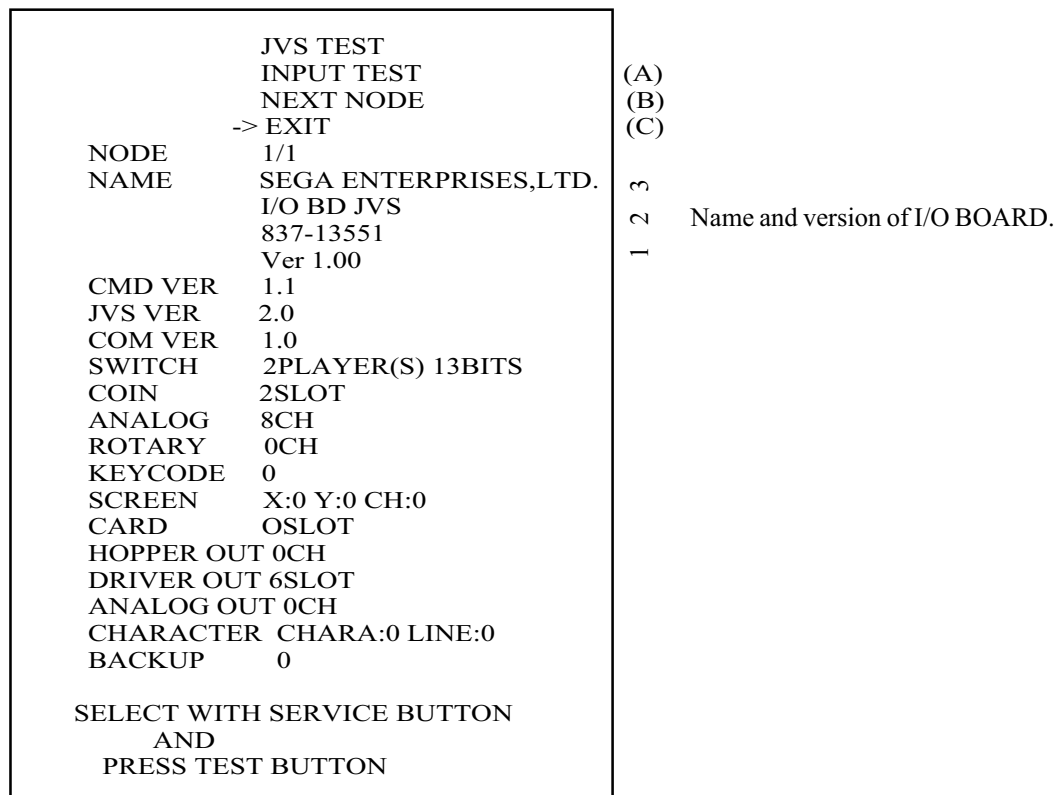 JVS TEST
INPUT TEST (A)
NEXT NODE (B)
-> EXIT (C)
NODE 1/1
NAME SEGA ENTERPRISES,LTD. 3
I/O BD JVS 2 Name and version of I/O BOARD.
837-13551
Ver 1.00 1
CMD VER 1.1
JVS VER 2.0
COM VER 1.0
SWITCH 2PLAYER(S) 13BITS
COIN 2SLOT
ANALOG 8CH
ROTARY 0CH
KEYCODE 0
SCREEN X:0 Y:0 CH:0
CARD OSLOT
HOPPER OUT 0CH
DRIVER OUT 6SLOT
ANALOG OUT 0CH
CHARACTER CHARA:0 LINE:0
BACKUP 0
SELECT WITH SERVICE BUTTON
AND
PRESS TEST BUTTON